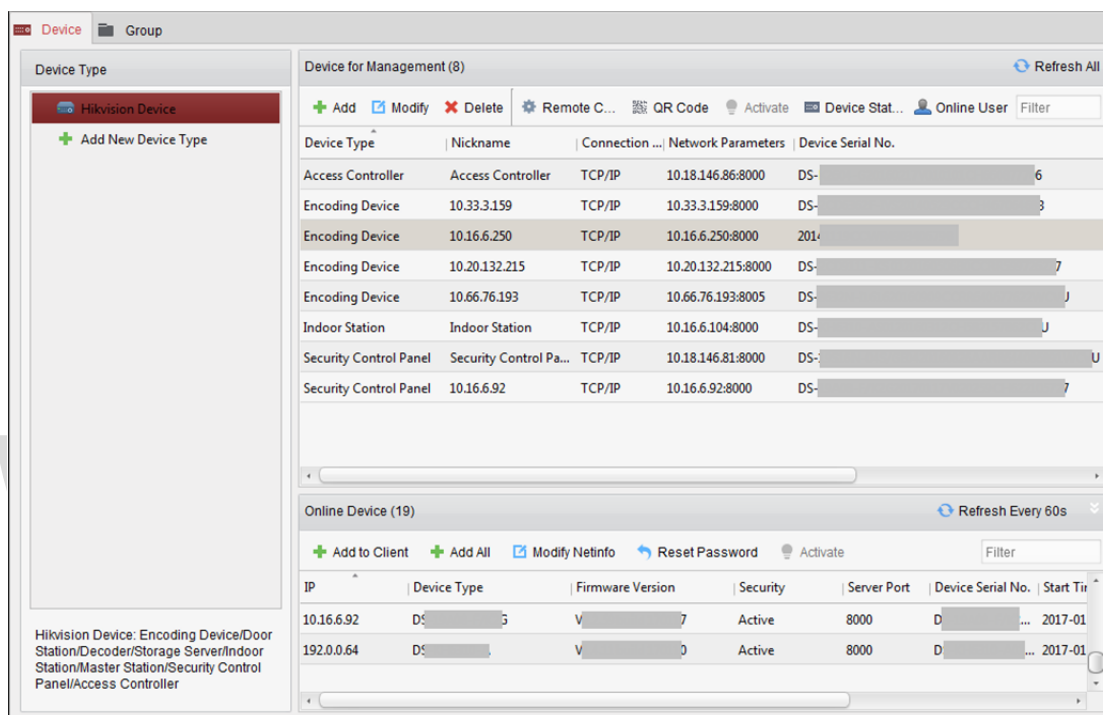 Device Group
Device Type
Hikvision Device
Add New Device Type
Hikvision Device: Encoding Device/Door
Station/Decoder/Storage Server/Indoor
Station/Master Station/Security Control
Panel/Access Controller
Device for Management (8) Refresh All
Add Modify Delete Remote C... QR Code Activate Device Stat... Online User Filter
Device Type Nickname Connection ... Network Parameters Device Serial No.
Access Controller Access Controller TCP/IP 10.18.146.86:8000 DS- 6
Encoding Device 10.33.3.159 TCP/IP 10.33.3.159:8000 DS- 3
Encoding Device 10.16.6.250 TCP/IP 10.16.6.250:8000 2014
Encoding Device 10.20.132.215 TCP/IP 10.20.132.215:8000 DS- 7
Encoding Device 10.66.76.193 TCP/IP 10.66.76.193:8005 DS- U
Indoor Station Indoor Station TCP/IP 10.16.6.104:8000 DS- U
Security Control Panel Security Control Pa... TCP/IP 10.18.146.81:8000 DS- U
Security Control Panel 10.16.6.92 TCP/IP 10.16.6.92:8000 DS- 7
Online Device (19) Refresh Every 60s
Add to Client Add All Modify Netinfo Reset Password Activate Filter
IP Device Type Firmware Version Security Server Port Device Serial No. Start Tir
10.16.6.92 DS G V 7 Active 8000 D ... 2017-01
192.0.0.64 DS V 0 Active 8000 D ... 2017-01